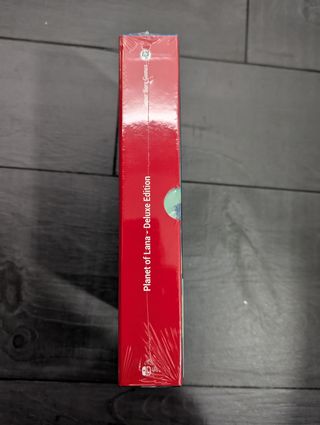 Super Rare Games
Planet of Lana - Deluxe Edition